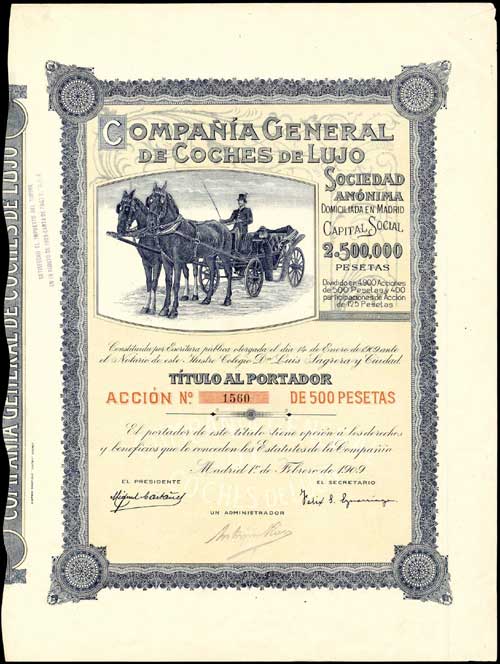 COMPAÑÍA GENERAL
DE COCHES DE LUJO
SOCIEDAD
ANÓNIMA
DOMICILIADA EN MADRID
CAPITAL SOCIAL
2.500,000
PESETAS
Dividido en 4.900 Acciones
de 500 Pesetas y 400
participaciones de Acción
de 125 Pesetas
Constituida por Escritura pública otorgada el día 14 de Enero de 1909 ante
el Notario de este Ilustre Colegio Dn Luis Sagrera y Ciudad.
TÍTULO AL PORTADOR
ACCIÓN Nº 1560 DE 500 PESETAS
El portador de este título tiene opción á los derechos
y beneficios que le conceden los Estatutos de la Compañía
Madrid 1º de Febrero de 1909
EL PRESIDENTE EL SECRETARIO
Miguel
Felix
UN ADMINISTRADOR
COMPAÑÍA GENERAL DE COCHES DE LUJO